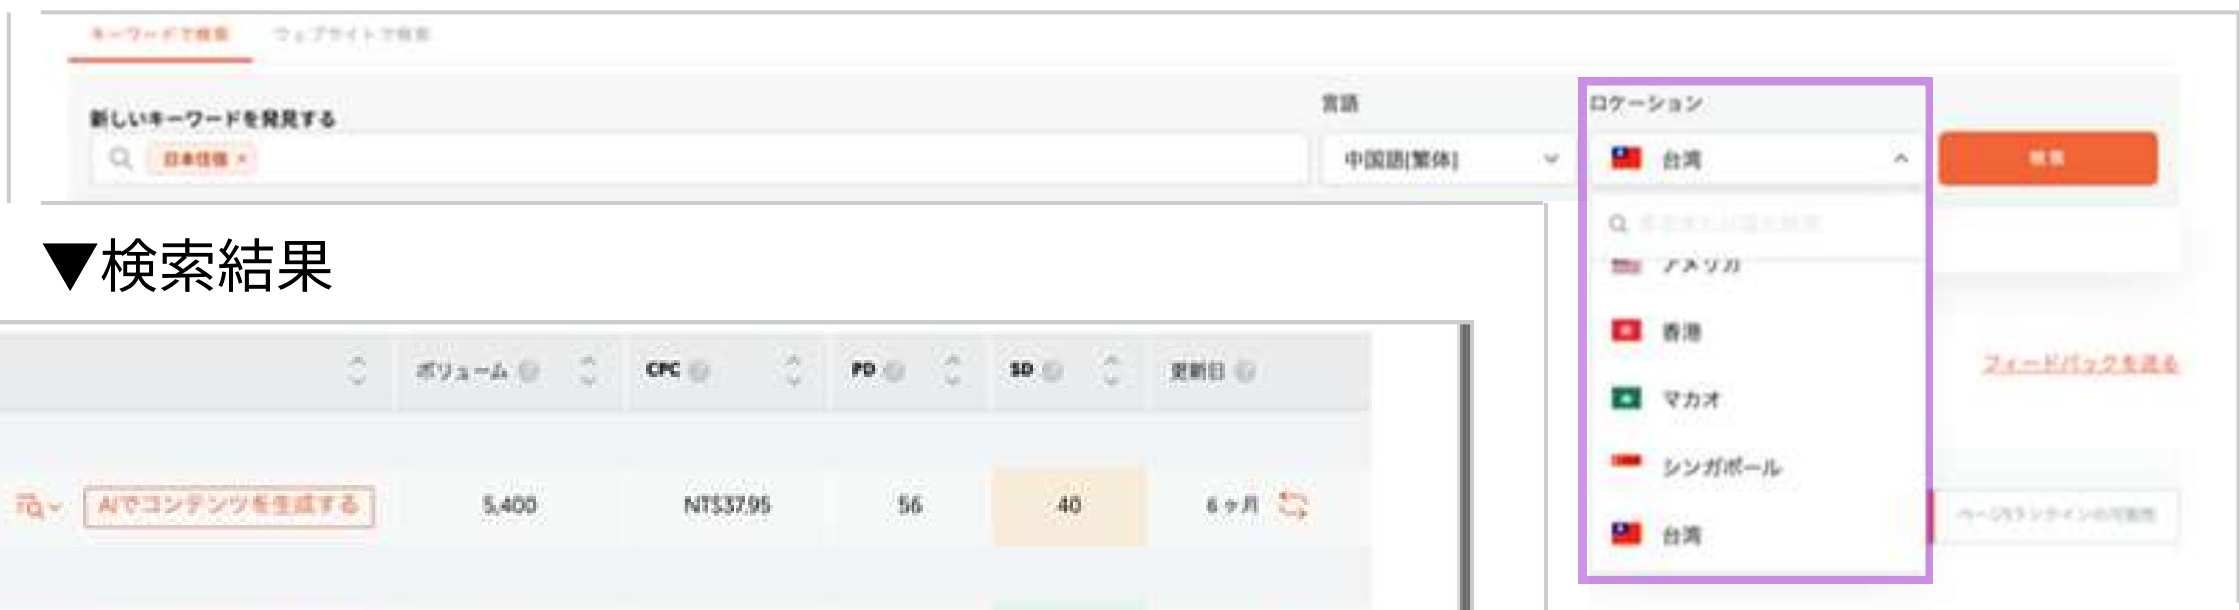 キーワードで検索 ウェブサイトで検索
新しいキーワードを発見する
日本住宿 ×
言語
中国語[繁体]
ロケーション
台湾
検索
アメリカ
香港
マカオ
シンガポール
台湾
フィードバックを送る
▼検索結果
ボリューム CPC PD SD 更新日
AIでコンテンツを生成する 5,400 NT$37.95 56 40 6 ヶ月